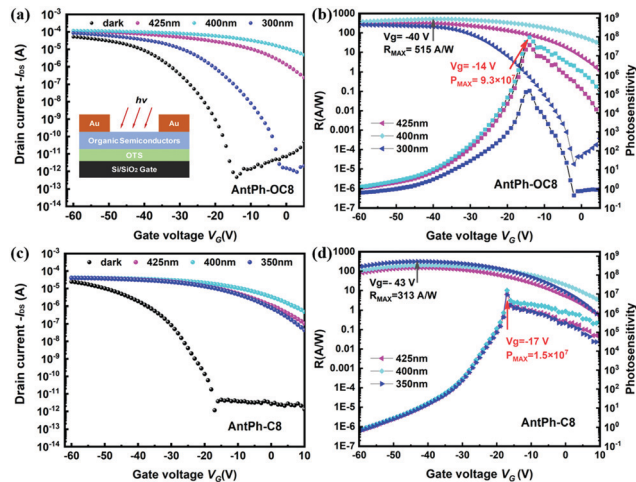 (a)
dark 425nm 400nm 300nm
Drain current -IDS (A)
10⁻³
10⁻⁴
10⁻⁵
10⁻⁶
10⁻⁷
10⁻⁸
10⁻⁹
10⁻¹⁰
10⁻¹¹
10⁻¹²
10⁻¹³
10⁻¹⁴
hv
Au Au
Organic Semiconductors
OTS
Si/SiO₂ Gate
AntPh-OC8
-60 -50 -40 -30 -20 -10 0
Gate voltage VG(V)
(b)
R(A/W)
1000
100
10
1
0.1
0.01
0.001
1E-4
1E-5
1E-6
1E-7
Vg= -40 V
RMAX= 515 A/W
Vg= -14 V
PMAX= 9.3×10⁷
425nm
400nm
300nm
AntPh-OC8
10⁹
10⁸
10⁷
10⁶
10⁵
10⁴
10³
10²
10¹
10⁰
Photosensitivity
-60 -50 -40 -30 -20 -10 0
Gate voltage VG(V)
(c)
dark 425nm 400nm 350nm
Drain current -IDS (A)
10⁻³
10⁻⁴
10⁻⁵
10⁻⁶
10⁻⁷
10⁻⁸
10⁻⁹
10⁻¹⁰
10⁻¹¹
10⁻¹²
10⁻¹³
10⁻¹⁴
AntPh-C8
-60 -50 -40 -30 -20 -10 0 10
Gate voltage VG(V)
(d)
R(A/W)
1000
100
10
1
0.1
0.01
0.001
1E-4
1E-5
1E-6
1E-7
Vg= -43 V
RMAX=313 A/W
Vg=-17 V
PMAX=1.5×10⁷
425nm
400nm
350nm
AntPh-C8
10⁹
10⁸
10⁷
10⁶
10⁵
10⁴
10³
10²
10¹
10⁰
Photosensitivity
-60 -50 -40 -30 -20 -10 0 10
Gate voltage VG(V)